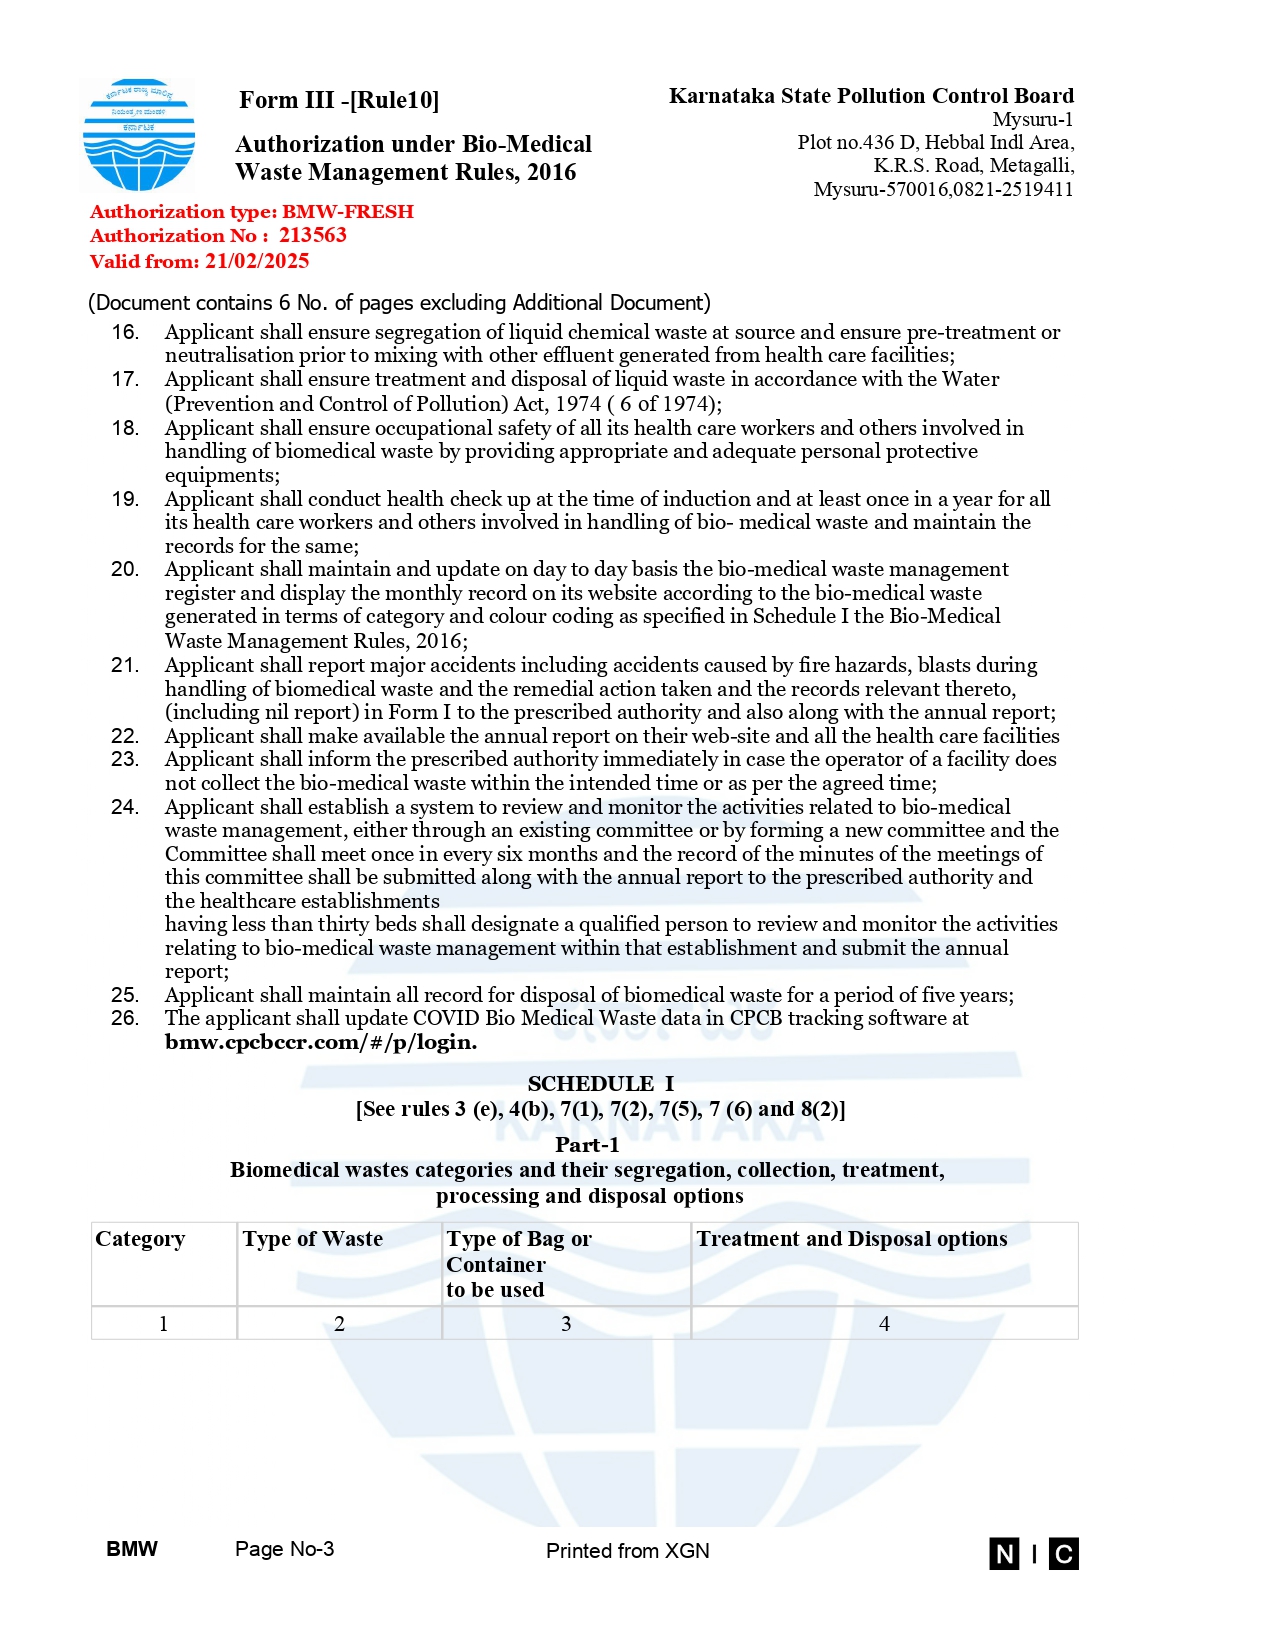 ಕರ್ನಾಟಕ ರಾಜ್ಯ ಮಾಲಿನ್ಯ
ನಿಯಂತ್ರಣ ಮಂಡಳಿ
ಕರ್ನಾಟಕ
Form III -[Rule10]
Authorization under Bio-Medical
Waste Management Rules, 2016
Karnataka State Pollution Control Board
Mysuru-1
Plot no.436 D, Hebbal Indl Area,
K.R.S. Road, Metagalli,
Mysuru-570016,0821-2519411
Authorization type: BMW-FRESH
Authorization No : 213563
Valid from: 21/02/2025
(Document contains 6 No. of pages excluding Additional Document)
16. Applicant shall ensure segregation of liquid chemical waste at source and ensure pre-treatment or
neutralisation prior to mixing with other effluent generated from health care facilities;
17. Applicant shall ensure treatment and disposal of liquid waste in accordance with the Water
(Prevention and Control of Pollution) Act, 1974 ( 6 of 1974);
18. Applicant shall ensure occupational safety of all its health care workers and others involved in
handling of biomedical waste by providing appropriate and adequate personal protective
equipments;
19. Applicant shall conduct health check up at the time of induction and at least once in a year for all
its health care workers and others involved in handling of bio- medical waste and maintain the
records for the same;
20. Applicant shall maintain and update on day to day basis the bio-medical waste management
register and display the monthly record on its website according to the bio-medical waste
generated in terms of category and colour coding as specified in Schedule I the Bio-Medical
Waste Management Rules, 2016;
21. Applicant shall report major accidents including accidents caused by fire hazards, blasts during
handling of biomedical waste and the remedial action taken and the records relevant thereto,
(including nil report) in Form I to the prescribed authority and also along with the annual report;
22. Applicant shall make available the annual report on their web-site and all the health care facilities
23. Applicant shall inform the prescribed authority immediately in case the operator of a facility does
not collect the bio-medical waste within the intended time or as per the agreed time;
24. Applicant shall establish a system to review and monitor the activities related to bio-medical
waste management, either through an existing committee or by forming a new committee and the
Committee shall meet once in every six months and the record of the minutes of the meetings of
this committee shall be submitted along with the annual report to the prescribed authority and
the healthcare establishments
having less than thirty beds shall designate a qualified person to review and monitor the activities
relating to bio-medical waste management within that establishment and submit the annual
report;
25. Applicant shall maintain all record for disposal of biomedical waste for a period of five years;
26. The applicant shall update COVID Bio Medical Waste data in CPCB tracking software at
bmw.cpcbccr.com/#/p/login.
SCHEDULE I
[See rules 3 (e), 4(b), 7(1), 7(2), 7(5), 7 (6) and 8(2)]
KARNATAKA
Part-1
Biomedical wastes categories and their segregation, collection, treatment,
processing and disposal options
Category Type of Waste Type of Bag or Treatment and Disposal options
Container
to be used
1 2 3 4
BMW Page No-3 Printed from XGN N I C